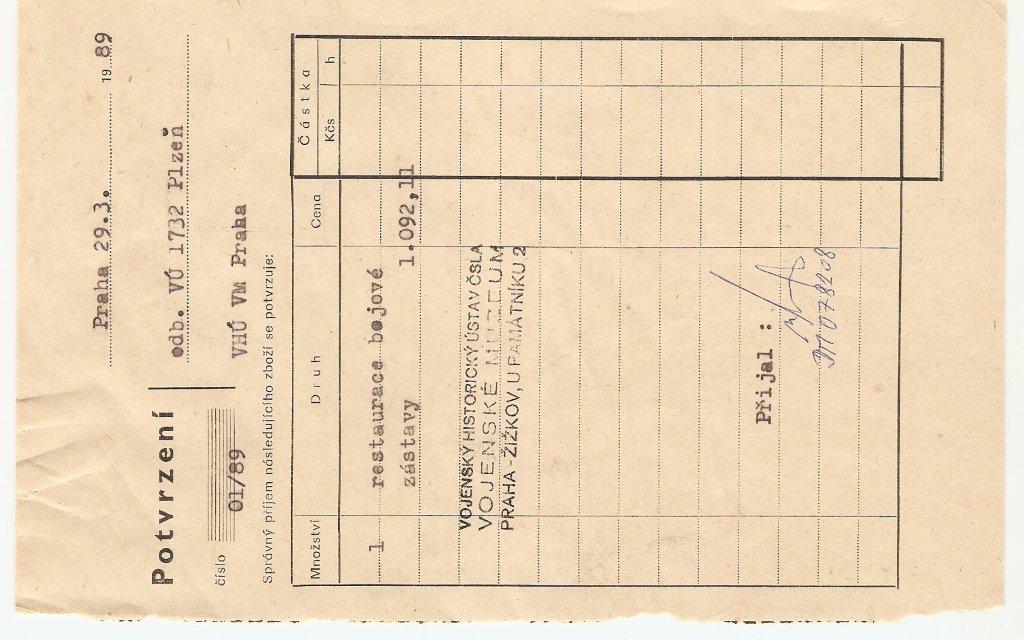 Praha 29.3. 1989
odb. VÚ 1732 Plzeň
Potvrzení
číslo 01/89
VHÚ VM Praha
Správný příjem následujícího zboží se potvrzuje:
Množství Druh Cena Částka
Kčs h
1 restaurace bojové
zástavy 1.092,11
VOJENSKÝ HISTORICKÝ ÚSTAV ČSLA
VOJENSKÉ MUZEUM
PRAHA - ŽIŽKOV, U PAMÁTNÍKU 2
Přijal :
078208